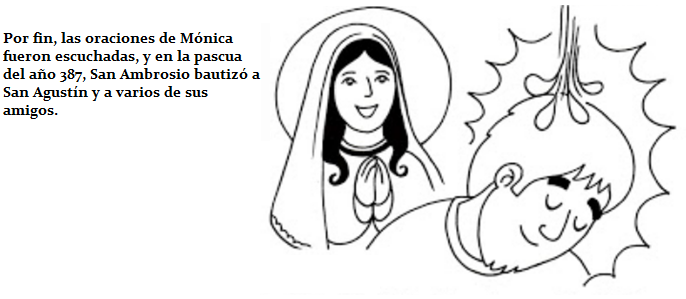 Por fin, las oraciones de Mónica
fueron escuchadas, y en la pascua
del año 387, San Ambrosio bautizó a
San Agustín y a varios de sus
amigos.